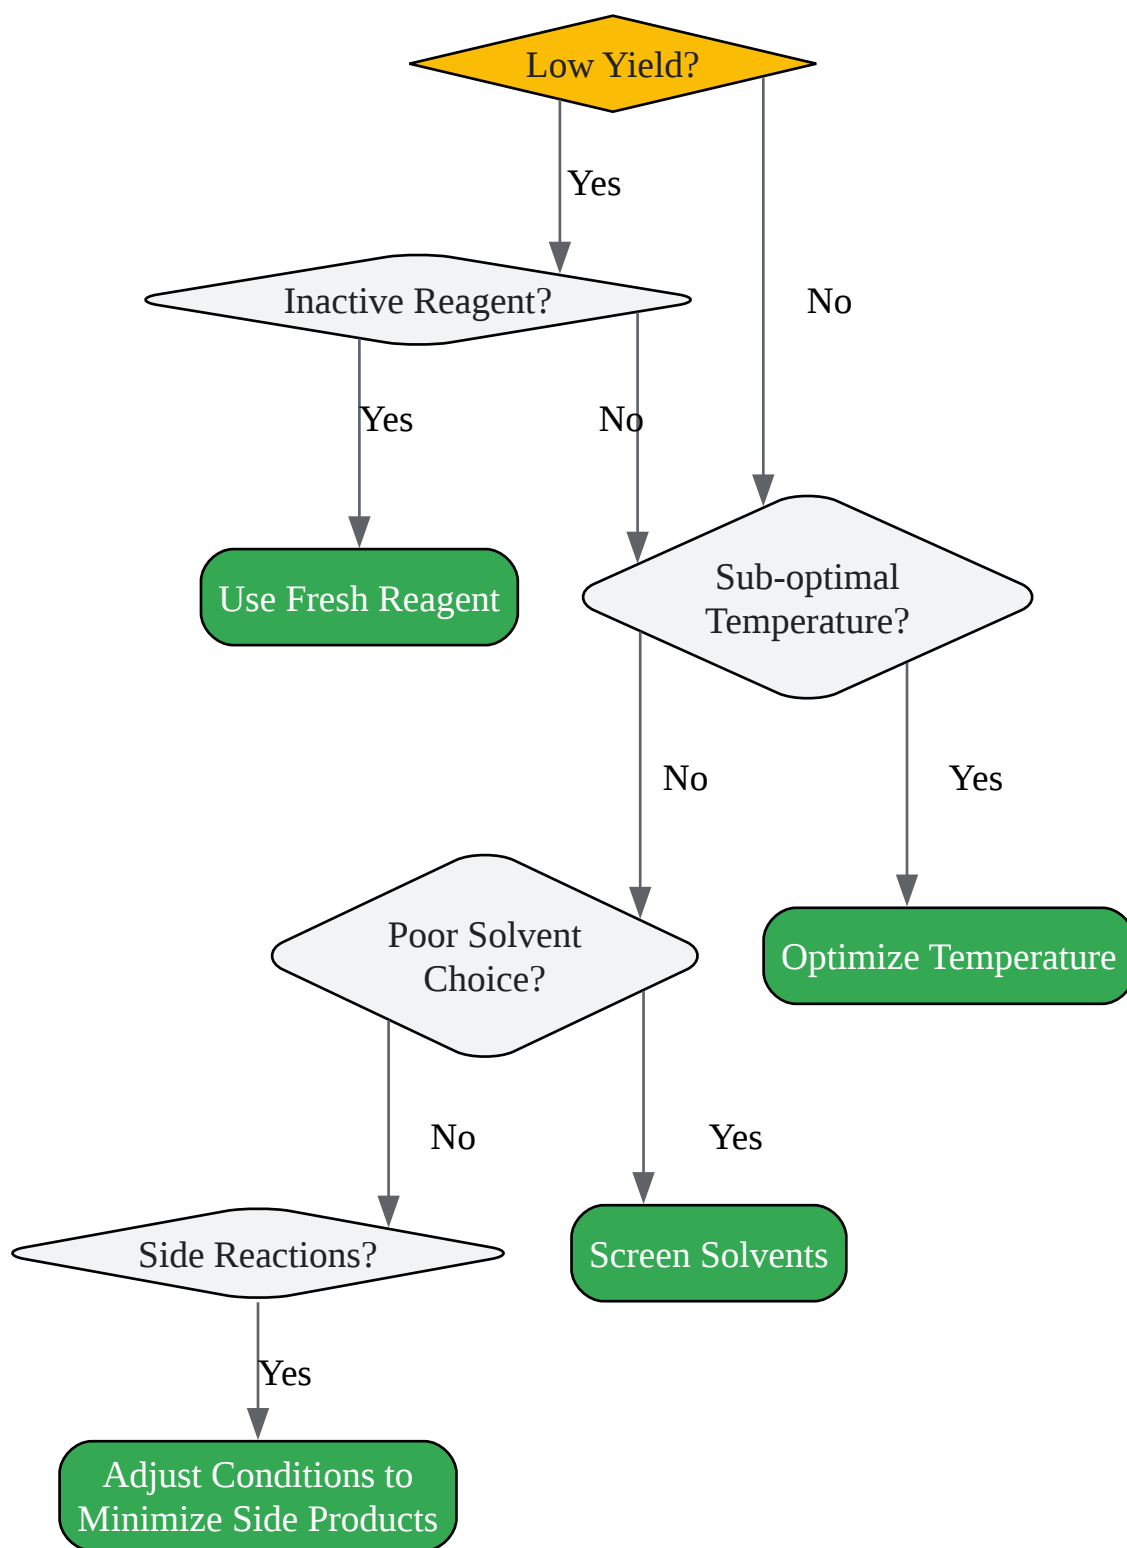 Low Yield?
Yes
Inactive Reagent?
No
Yes
No
Use Fresh Reagent
Sub-optimal
Temperature?
No
Yes
Poor Solvent
Choice?
Optimize Temperature
No
Yes
Side Reactions?
Screen Solvents
Yes
Adjust Conditions to
Minimize Side Products